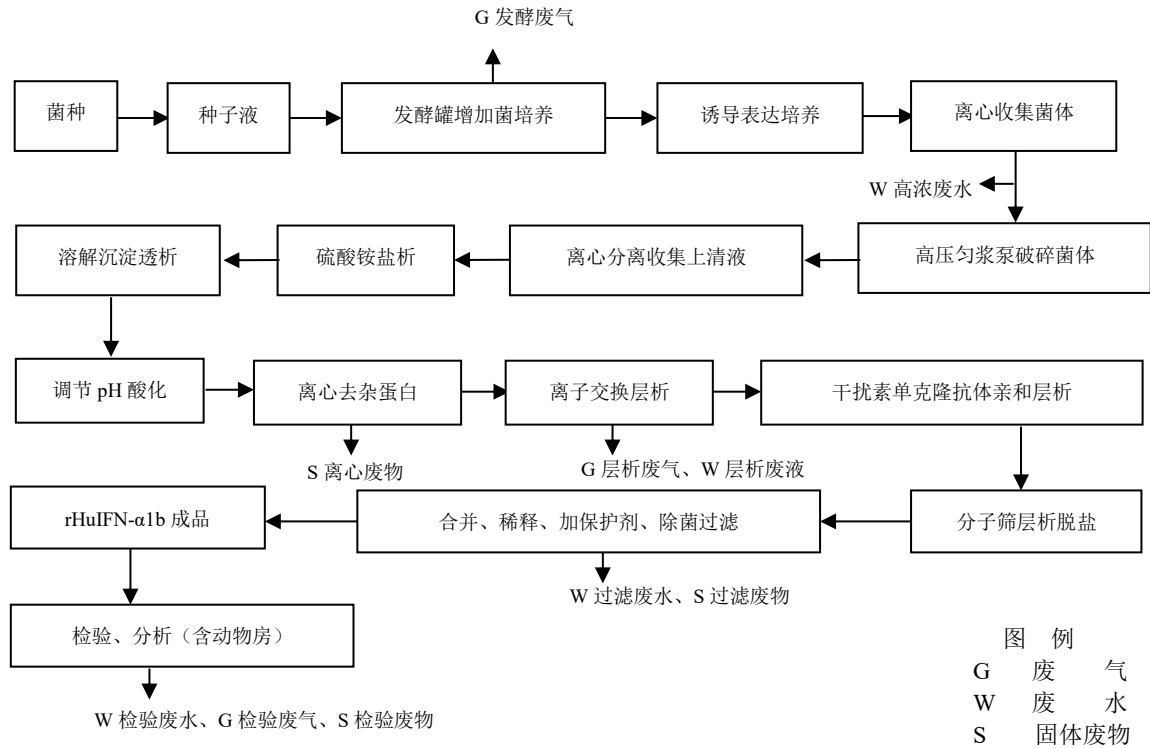 G 发酵废气
菌种
种子液
发酵罐增加菌培养
诱导表达培养
离心收集菌体
W 高浓废水
溶解沉淀透析
硫酸铵盐析
离心分离收集上清液
高压匀浆泵破碎菌体
调节 pH 酸化
离心去杂蛋白
离子交换层析
干扰素单克隆抗体亲和层析
S 离心废物
G 层析废气、W 层析废液
rHuIFN-α1b 成品
合并、稀释、加保护剂、除菌过滤
分子筛层析脱盐
W 过滤废水、S 过滤废物
检验、分析（含动物房）
W 检验废水、G 检验废气、S 检验废物
图 例
G 废 气
W 废 水
S 固体废物